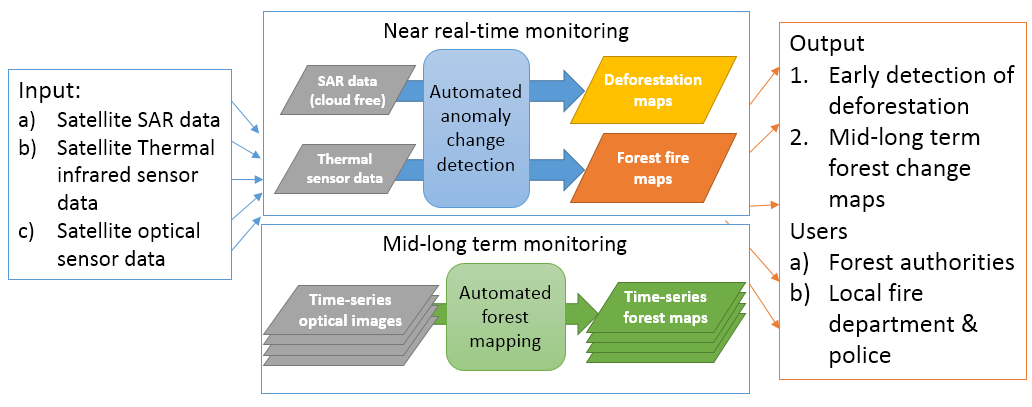 Input:
a) Satellite SAR data
b) Satellite Thermal
infrared sensor
data
c) Satellite optical
sensor data
Near real-time monitoring
SAR data
(cloud free)
Thermal
sensor data
Automated
anomaly
change
detection
Deforestation
maps
Forest fire
maps
Mid-long term monitoring
Time-series
optical images
Automated
forest
mapping
Time-series
forest maps
Output
1. Early detection of
deforestation
2. Mid-long term
forest change
maps
Users
a) Forest authorities
b) Local fire
department &
police